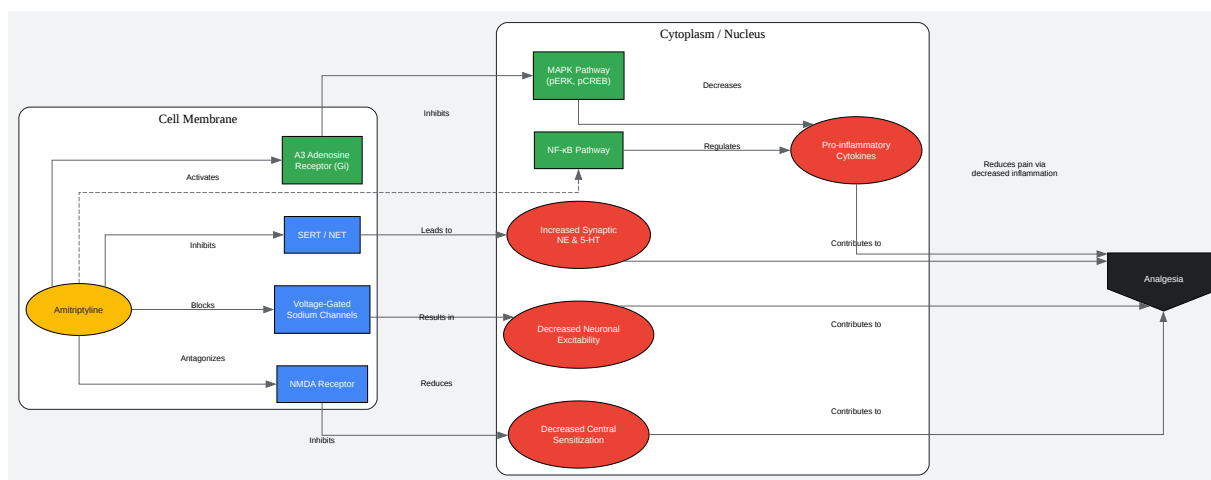 Cytoplasm / Nucleus
MAPK Pathway
(pERK, pCREB)
Decreases
Cell Membrane
Inhibits
A3 Adenosine
Receptor (Gi)
NF-κB Pathway
Regulates
Pro-inflammatory
Cytokines
Activates
Reduces pain via
decreased inflammation
SERT / NET
Inhibits
Leads to
Increased Synaptic
NE & 5-HT
Contributes to
Analgesia
Amitriptyline
Blocks
Voltage-Gated
Sodium Channels
Results in
Decreased Neuronal
Excitability
Contributes to
Antagonizes
NMDA Receptor
Reduces
Contributes to
Inhibits
Decreased Central
Sensitization